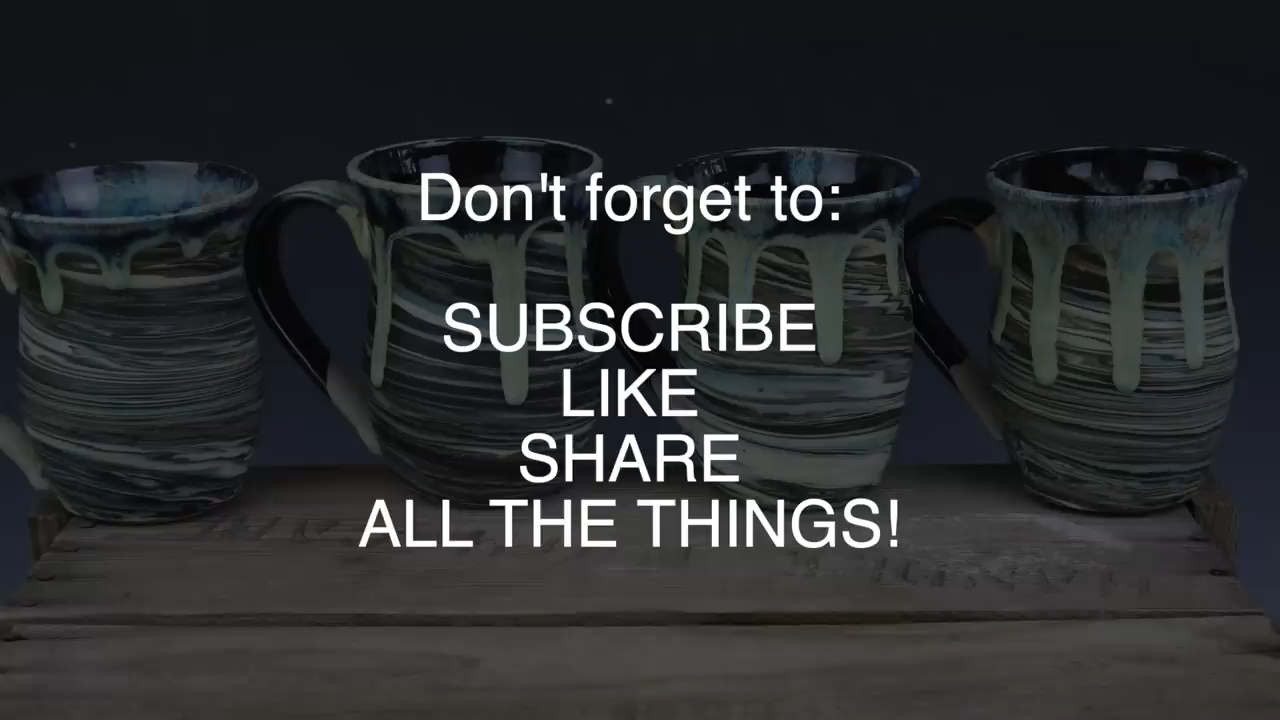 Don't forget to:
SUBSCRIBE
LIKE
SHARE
ALL THE THINGS!